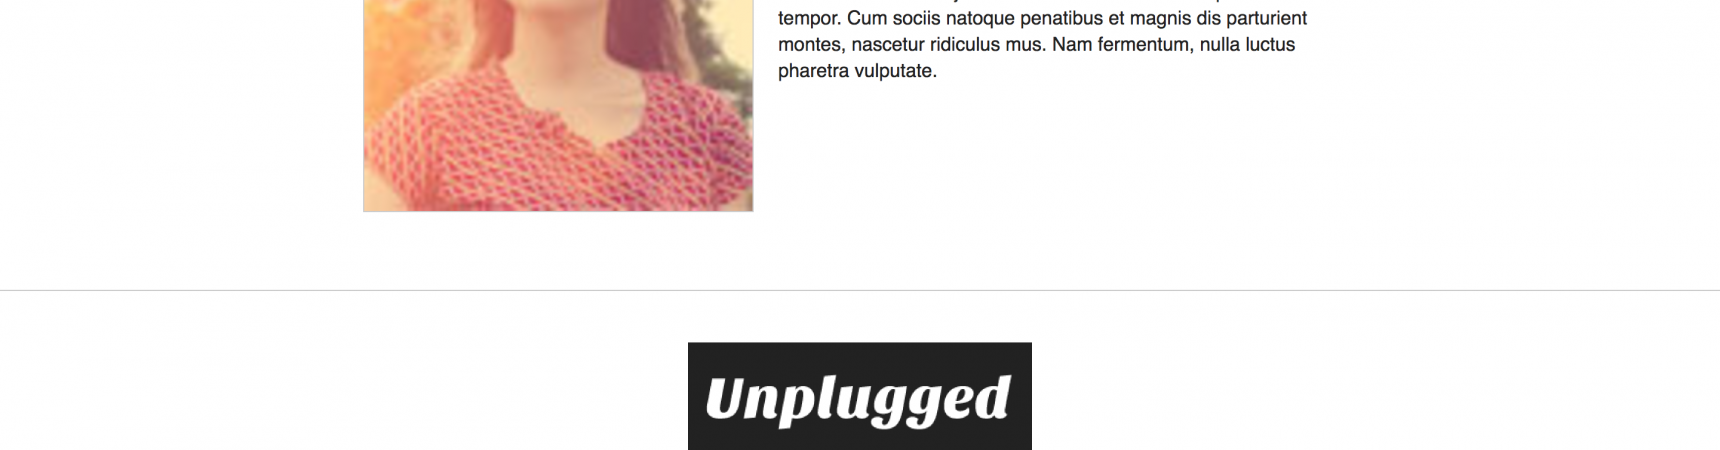 tempor. Cum sociis natoque penatibus et magnis dis parturient
montes, nascetur ridiculus mus. Nam fermentum, nulla luctus
pharetra vulputate.
Unplugged